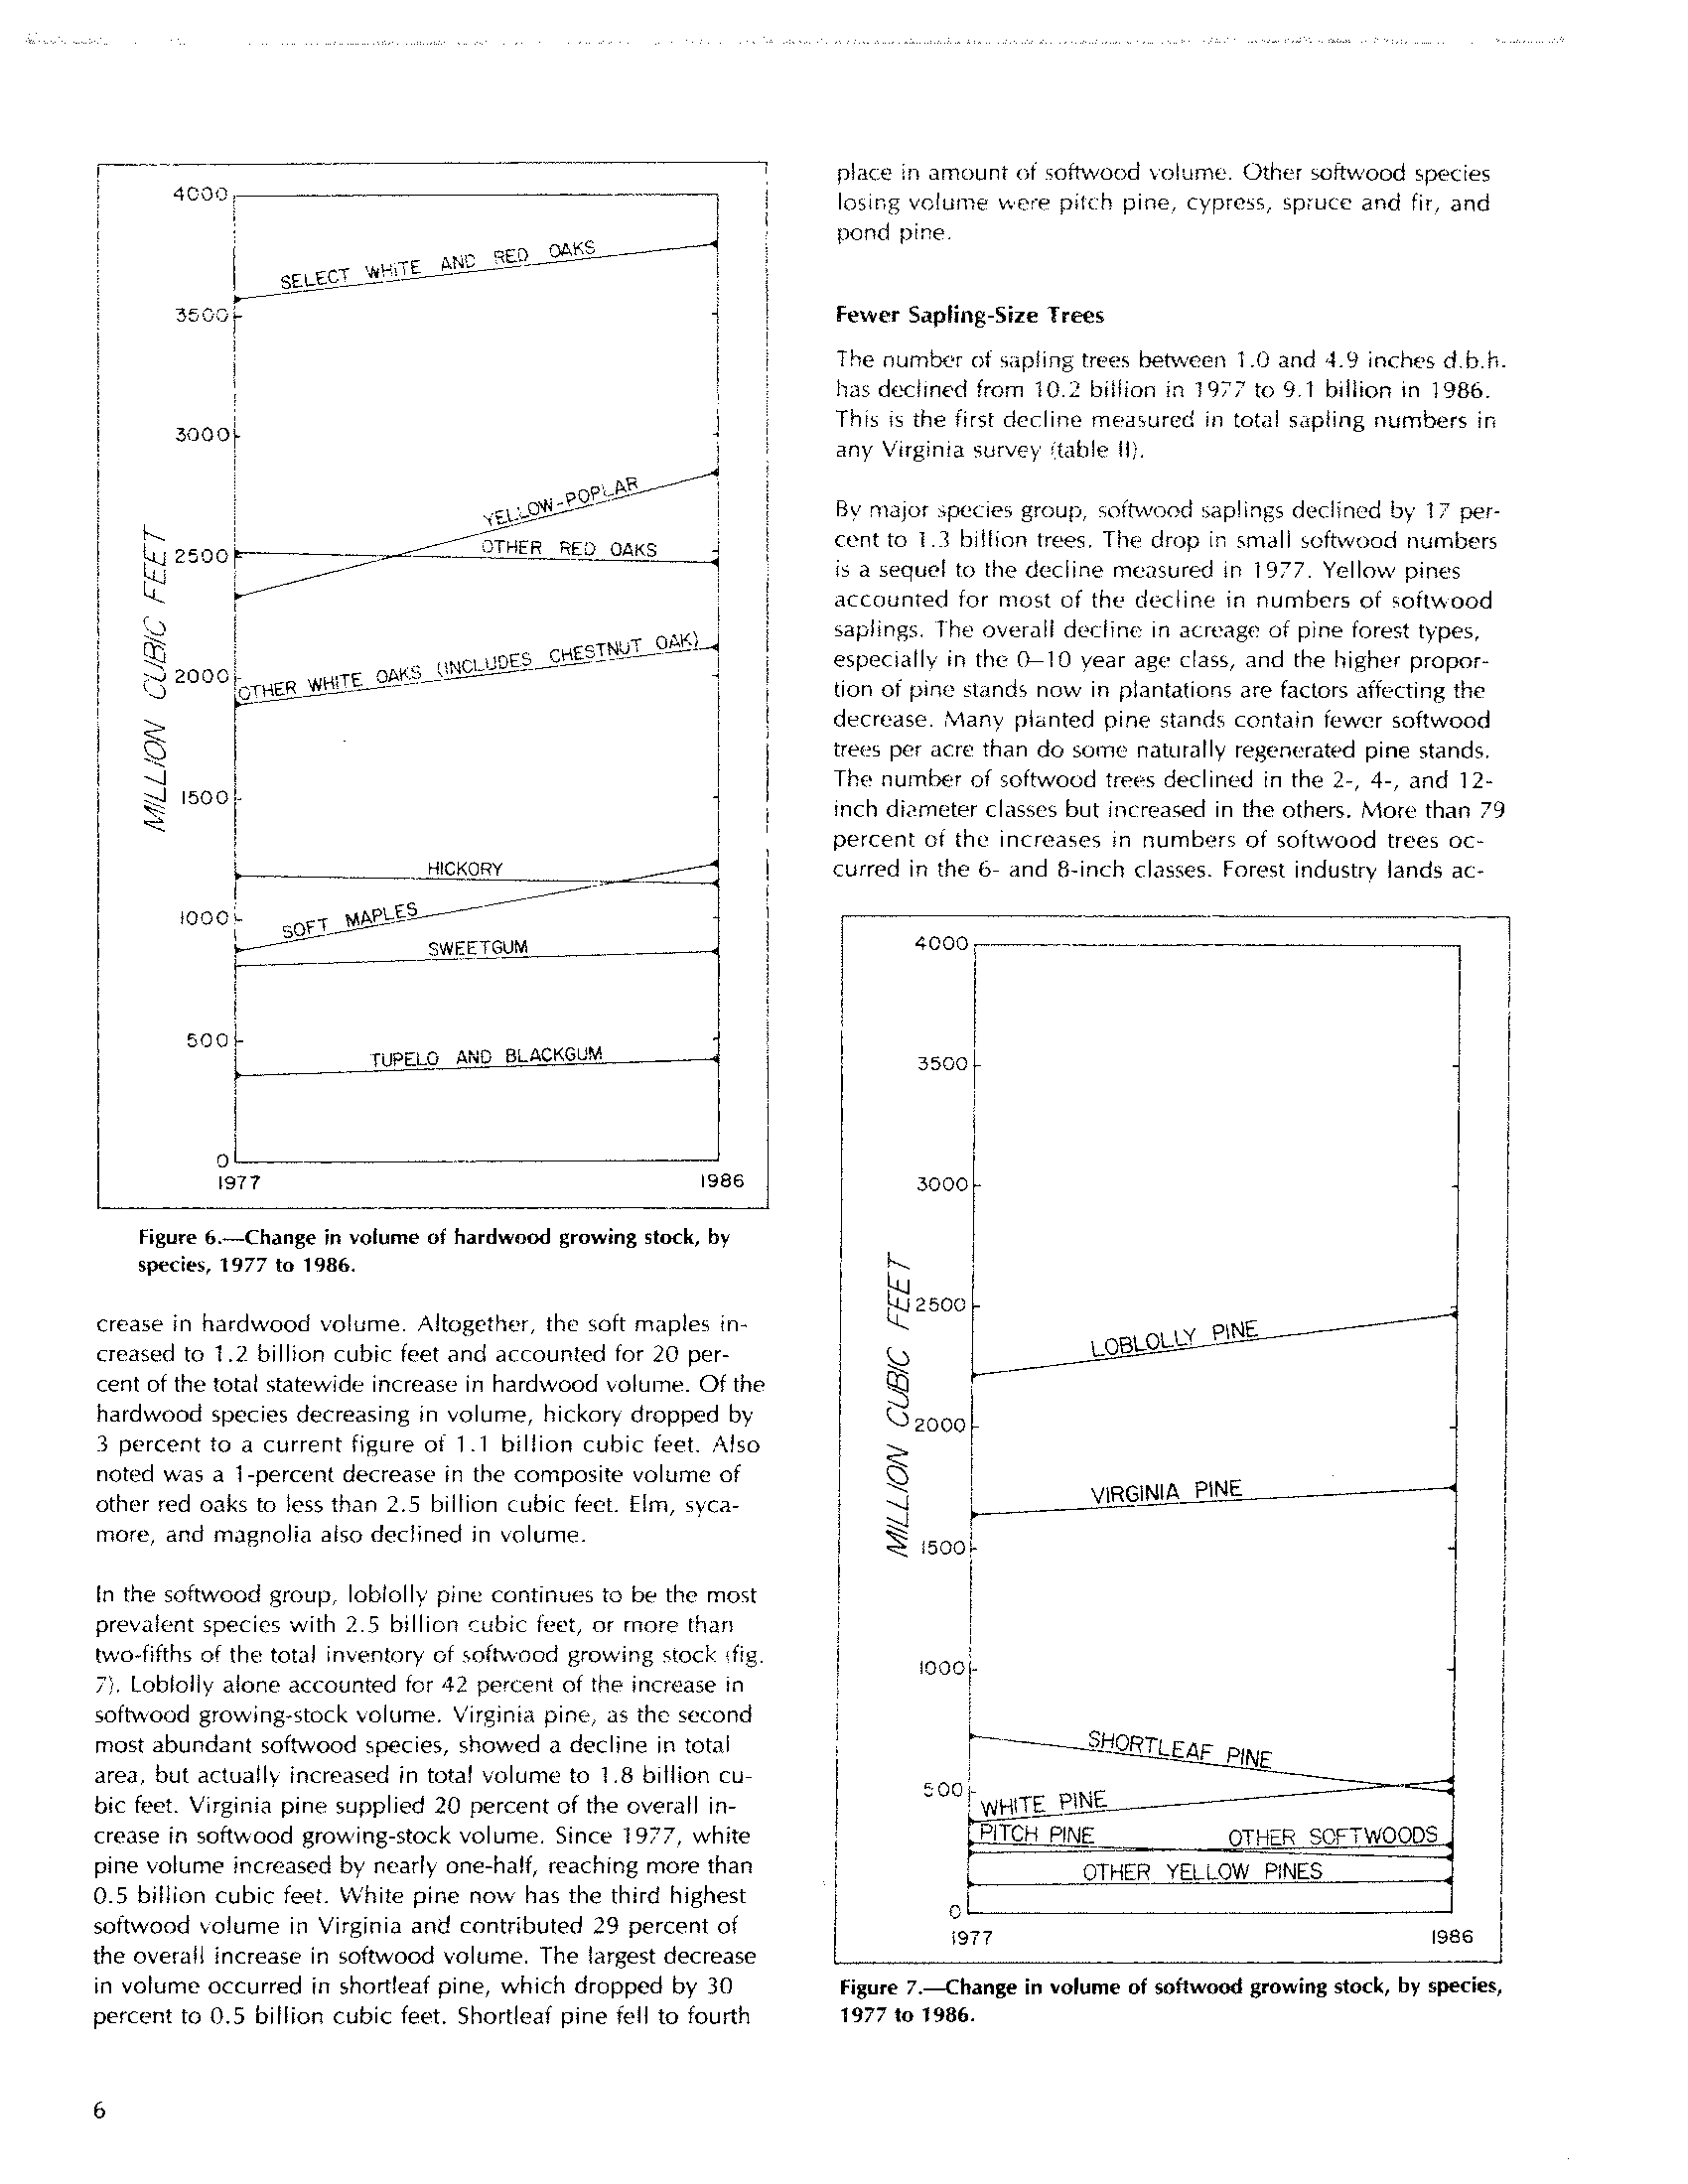 4000
SELECT WHITE AND RED OAKS
3500
3000
YELLOW-POPLAR
OTHER RED OAKS
2500
OTHER WHITE OAKS (INCLUDES CHESTNUT OAK)
2000
MILLION CUBIC FEET
1500
HICKORY
1000
SOFT MAPLES
SWEETGUM
500
TUPELO AND BLACKGUM
0
1977 1986
Figure 6.—Change in volume of hardwood growing stock, by
species, 1977 to 1986.
crease in hardwood volume. Altogether, the soft maples in-
creased to 1.2 billion cubic feet and accounted for 20 per-
cent of the total statewide increase in hardwood volume. Of the
hardwood species decreasing in volume, hickory dropped by
3 percent to a current figure of 1.1 billion cubic feet. Also
noted was a 1-percent decrease in the composite volume of
other red oaks to less than 2.5 billion cubic feet. Elm, syca-
more, and magnolia also declined in volume.
In the softwood group, loblolly pine continues to be the most
prevalent species with 2.5 billion cubic feet, or more than
two-fifths of the total inventory of softwood growing stock (fig.
7). Loblolly alone accounted for 42 percent of the increase in
softwood growing-stock volume. Virginia pine, as the second
most abundant softwood species, showed a decline in total
area, but actually increased in total volume to 1.8 billion cu-
bic feet. Virginia pine supplied 20 percent of the overall in-
crease in softwood growing-stock volume. Since 1977, white
pine volume increased by nearly one-half, reaching more than
0.5 billion cubic feet. White pine now has the third highest
softwood volume in Virginia and contributed 29 percent of
the overall increase in softwood volume. The largest decrease
in volume occurred in shortleaf pine, which dropped by 30
percent to 0.5 billion cubic feet. Shortleaf pine fell to fourth
place in amount of softwood volume. Other softwood species
losing volume were pitch pine, cypress, spruce and fir, and
pond pine.
Fewer Sapling-Size Trees
The number of sapling trees between 1.0 and 4.9 inches d.b.h.
has declined from 10.2 billion in 1977 to 9.1 billion in 1986.
This is the first decline measured in total sapling numbers in
any Virginia survey (table II).
By major species group, softwood saplings declined by 17 per-
cent to 1.3 billion trees. The drop in small softwood numbers
is a sequel to the decline measured in 1977. Yellow pines
accounted for most of the decline in numbers of softwood
saplings. The overall decline in acreage of pine forest types,
especially in the 0–10 year age class, and the higher propor-
tion of pine stands now in plantations are factors affecting the
decrease. Many planted pine stands contain fewer softwood
trees per acre than do some naturally regenerated pine stands.
The number of softwood trees declined in the 2-, 4-, and 12-
inch diameter classes but increased in the others. More than 79
percent of the increases in numbers of softwood trees oc-
curred in the 6- and 8-inch classes. Forest industry lands ac-
4000
3500
3000
2500
LOBLOLLY PINE
MILLION CUBIC FEET
2000
VIRGINIA PINE
1500
1000
SHORTLEAF PINE
500
WHITE PINE
PITCH PINE OTHER SOFTWOODS
OTHER YELLOW PINES
0
1977 1986
Figure 7.—Change in volume of softwood growing stock, by species,
1977 to 1986.
6